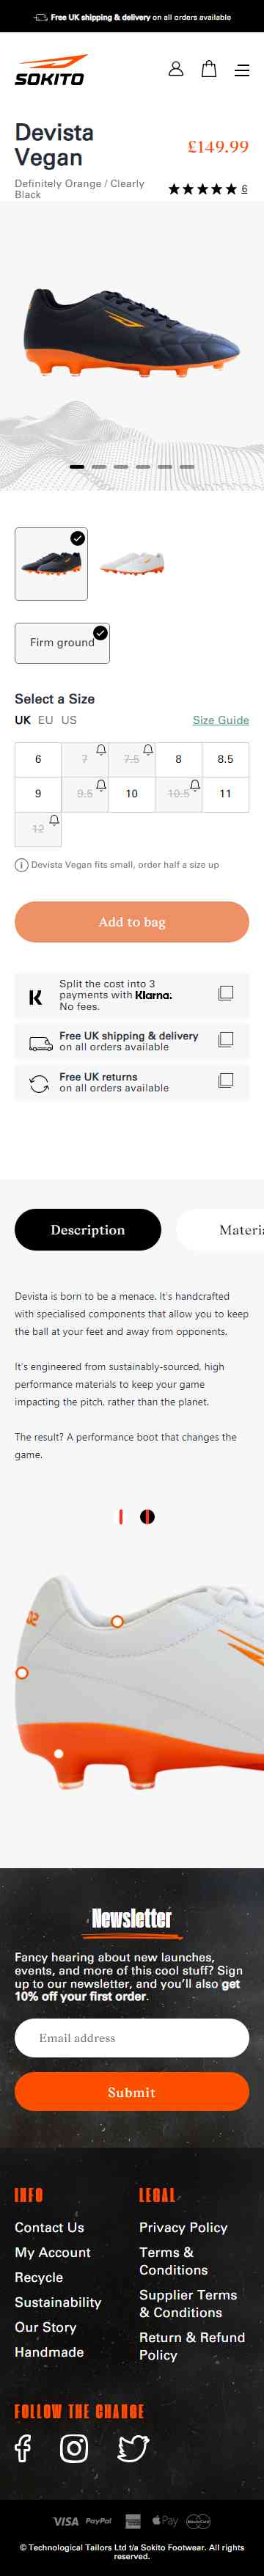 Free UK shipping & delivery on all orders available
SOKITO
Devista
Vegan
£149.99
Definitely Orange / Clearly
Black
6
Firm ground
Select a Size
UK EU US
Size Guide
6 7 7.5 8 8.5
9 9.5 10 10.5 11
12
Devista Vegan fits small, order half a size up
Add to bag
Split the cost into 3
payments with Klarna.
No fees.
Free UK shipping & delivery
on all orders available
Free UK returns
on all orders available
Description
Materia
Devista is born to be a menace. It's handcrafted
with specialised components that allow you to keep
the ball at your feet and away from opponents.
It's engineered from sustainably-sourced, high
performance materials to keep your game
impacting the pitch, rather than the planet.
The result? A performance boot that changes the
game.
Newsletter
Fancy hearing about new launches,
events, and more of this cool stuff? Sign
up to our newsletter, and you'll also get
10% off your first order.
Email address
Submit
INFO
Contact Us
My Account
Recycle
Sustainability
Our Story
Handmade
LEGAL
Privacy Policy
Terms &
Conditions
Supplier Terms
& Conditions
Return & Refund
Policy
FOLLOW THE CHANGE
VISA PayPal Pay
© Technological Tailors Ltd t/a Sokito Footwear. All rights
reserved.